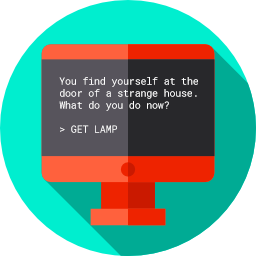 You find yourself at the
door of a strange house.
What do you do now?
> GET LAMP